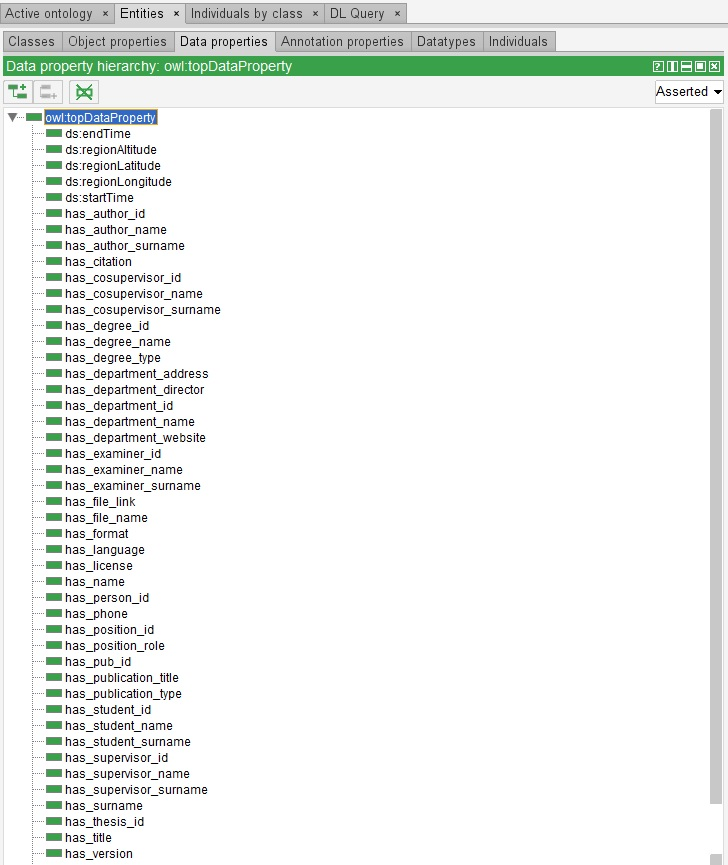 Active ontology × Entities × Individuals by class × DL Query ×
Classes Object properties Data properties Annotation properties Datatypes Individuals
Data property hierarchy: owl:topDataProperty
Asserted
owl:topDataProperty
ds:endTime
ds:regionAltitude
ds:regionLatitude
ds:regionLongitude
ds:startTime
has_author_id
has_author_name
has_author_surname
has_citation
has_cosupervisor_id
has_cosupervisor_name
has_cosupervisor_surname
has_degree_id
has_degree_name
has_degree_type
has_department_address
has_department_director
has_department_id
has_department_name
has_department_website
has_examiner_id
has_examiner_name
has_examiner_surname
has_file_link
has_file_name
has_format
has_language
has_license
has_name
has_person_id
has_phone
has_position_id
has_position_role
has_pub_id
has_publication_title
has_publication_type
has_student_id
has_student_name
has_student_surname
has_supervisor_id
has_supervisor_name
has_supervisor_surname
has_surname
has_thesis_id
has_title
has_version